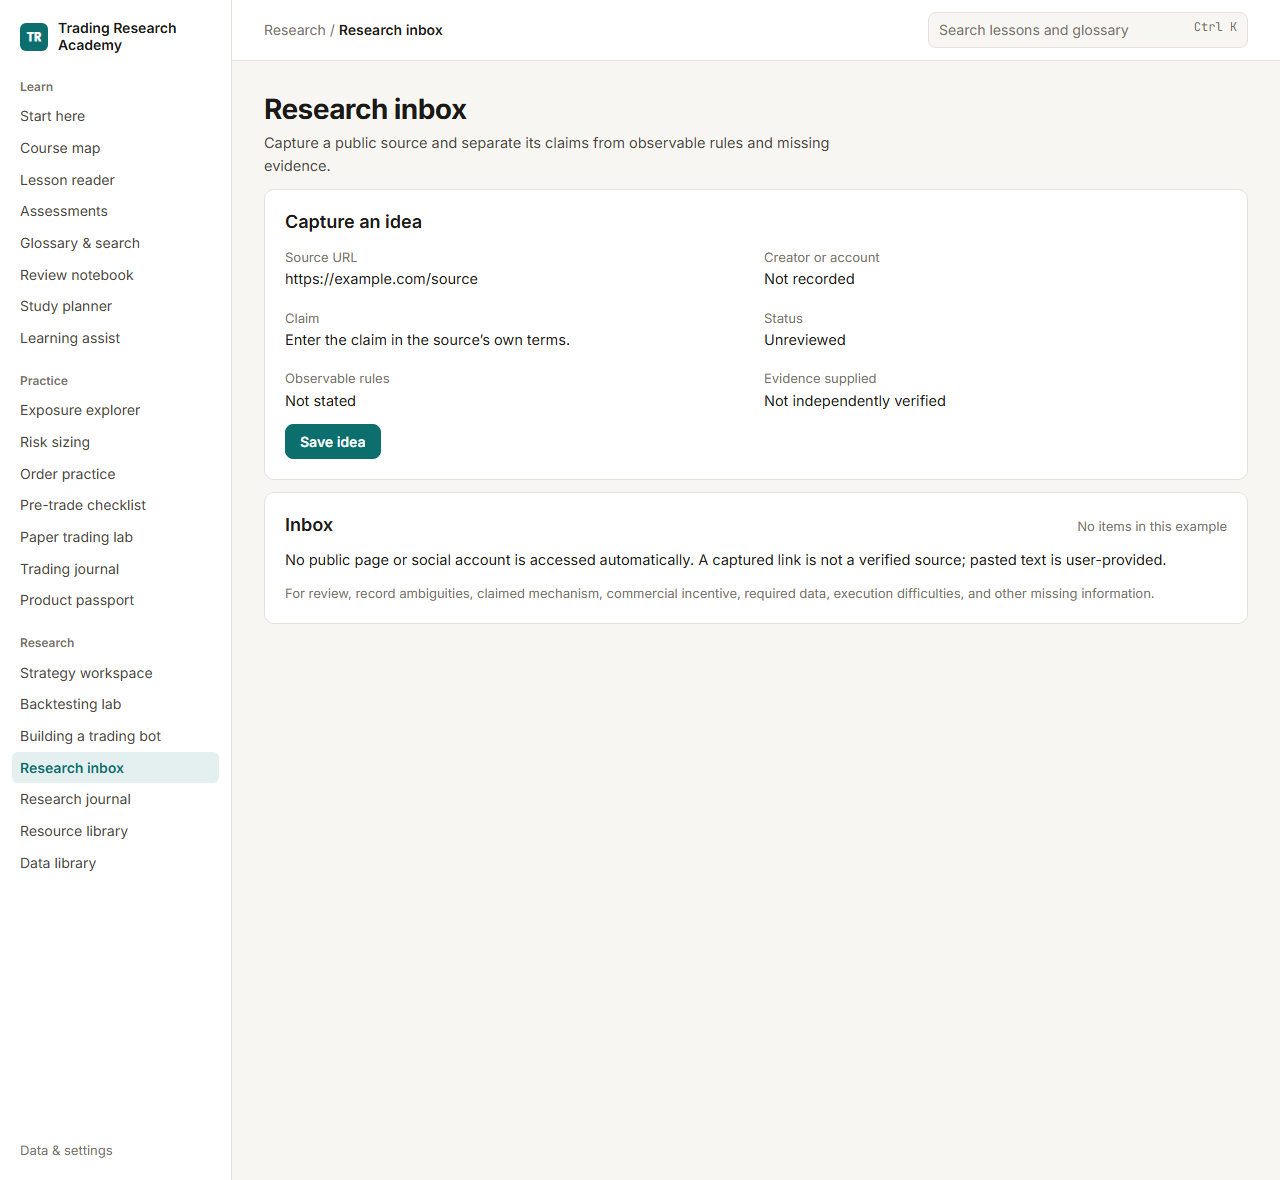 TR
Trading Research
Academy
Learn
Start here
Course map
Lesson reader
Assessments
Glossary & search
Review notebook
Study planner
Learning assist
Practice
Exposure explorer
Risk sizing
Order practice
Pre-trade checklist
Paper trading lab
Trading journal
Product passport
Research
Strategy workspace
Backtesting lab
Building a trading bot
Research inbox
Research journal
Resource library
Data library
Data & settings
Research / Research inbox
Search lessons and glossary Ctrl K
Research inbox
Capture a public source and separate its claims from observable rules and missing
evidence.
Capture an idea
Source URL
https://example.com/source
Creator or account
Not recorded
Claim
Enter the claim in the source’s own terms.
Status
Unreviewed
Observable rules
Not stated
Evidence supplied
Not independently verified
Save idea
Inbox
No items in this example
No public page or social account is accessed automatically. A captured link is not a verified source; pasted text is user-provided.
For review, record ambiguities, claimed mechanism, commercial incentive, required data, execution difficulties, and other missing information.